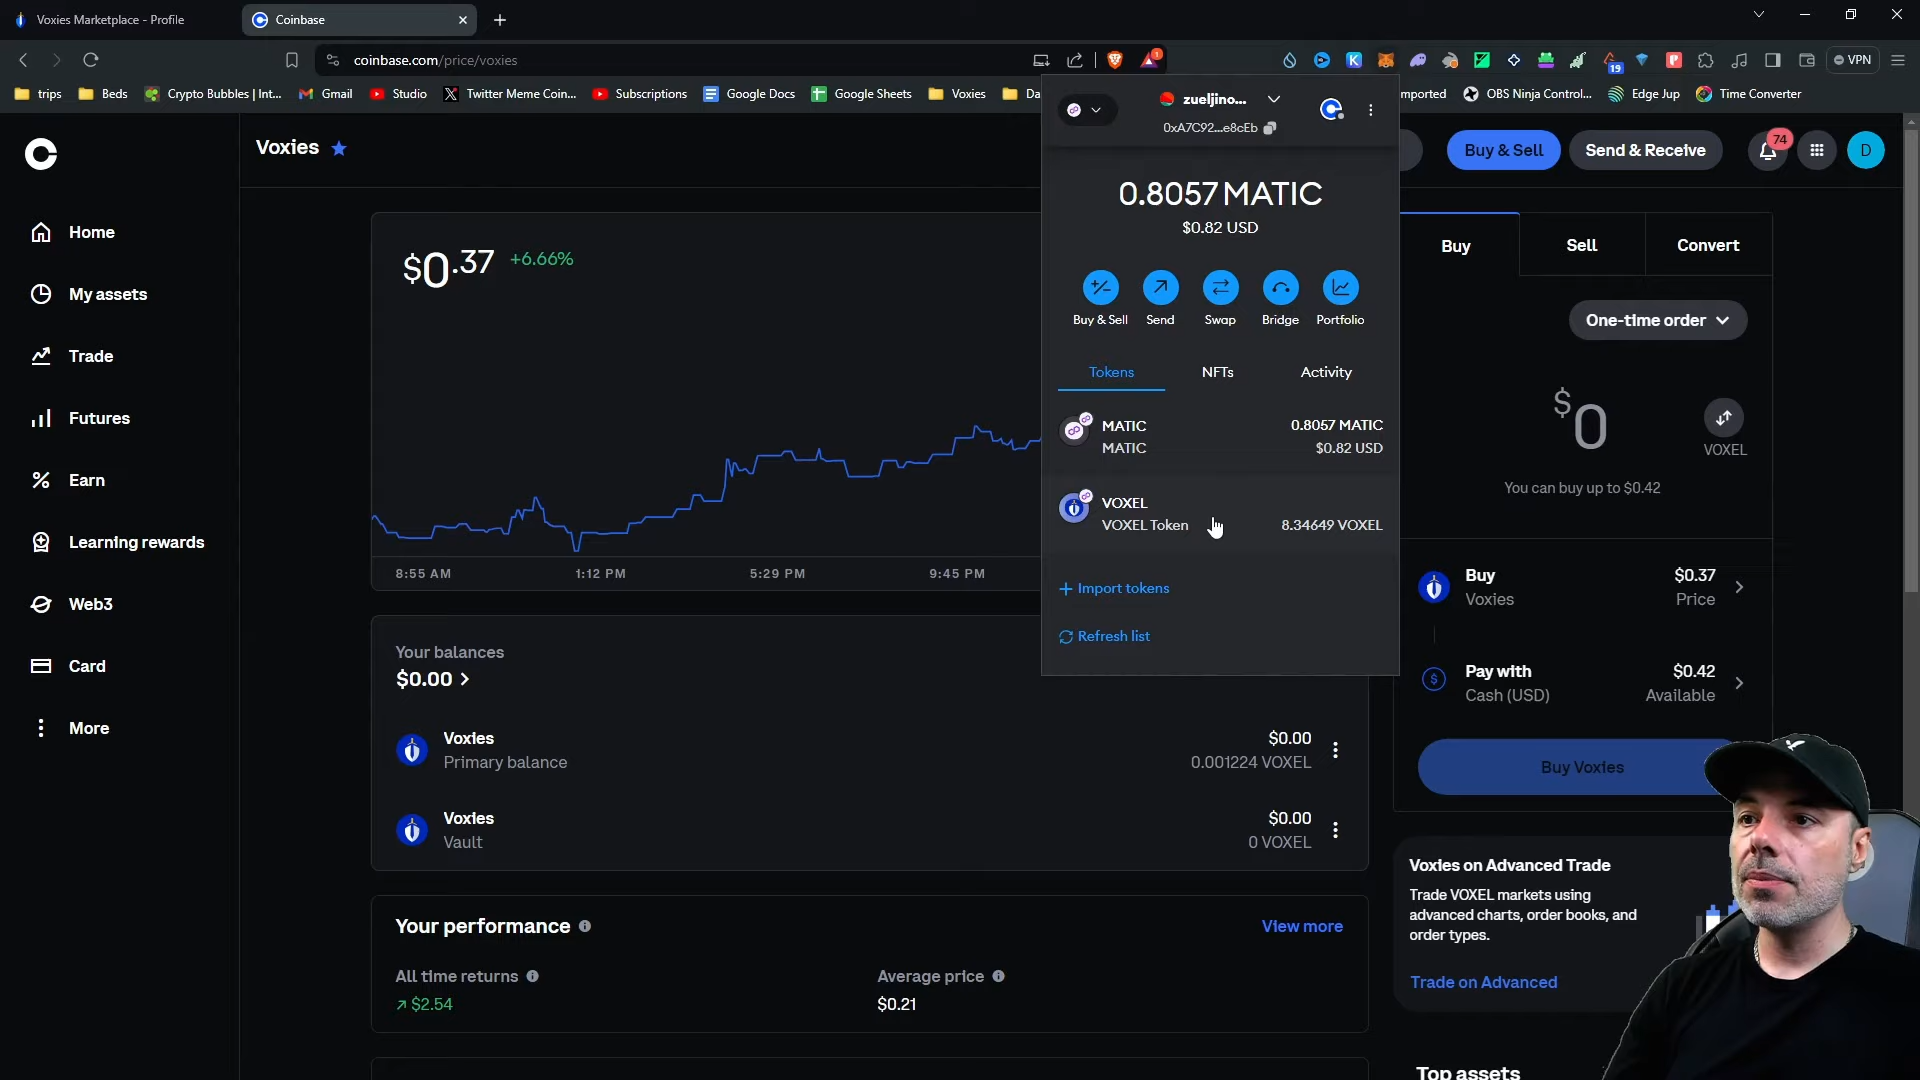 Voxies Marketplace - Profile
Coinbase
coinbase.com/price/voxies
1
19
VPN
trips
Beds
Crypto Bubbles | Int...
Gmail
Studio
Twitter Meme Coin...
Subscriptions
Google Docs
Google Sheets
Voxies
Da
mported
OBS Ninja Control...
Edge Jup
Time Converter
Voxies
Buy & Sell
Send & Receive
74
D
Home
My assets
Trade
Futures
Earn
Learning rewards
Web3
Card
More
$0.37 +6.66%
8:55 AM
1:12 PM
5:29 PM
9:45 PM
Your balances
$0.00
Voxies
Primary balance
$0.00
0.001224 VOXEL
Voxies
Vault
$0.00
0 VOXEL
Your performance
View more
All time returns
$2.54
Average price
$0.21
zueljino...
0xA7C92...e8cEb
0.8057 MATIC
$0.82 USD
Buy & Sell
Send
Swap
Bridge
Portfolio
Tokens
NFTs
Activity
MATIC
MATIC
0.8057 MATIC
$0.82 USD
VOXEL
VOXEL Token
8.34649 VOXEL
Import tokens
Refresh list
Buy
Sell
Convert
One-time order
$0
VOXEL
You can buy up to $0.42
Buy
Voxies
$0.37
Price
Pay with
Cash (USD)
$0.42
Available
Buy Voxies
Voxies on Advanced Trade
Trade VOXEL markets using
advanced charts, order books, and
order types.
Trade on Advanced
Top assets